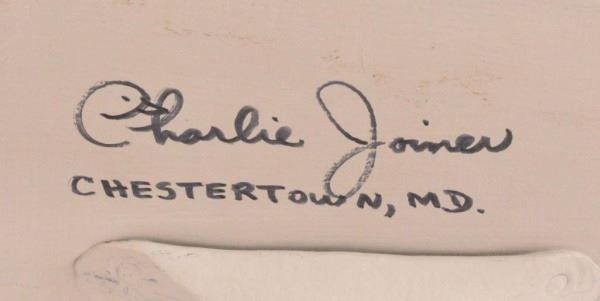 Charlie Joiner
CHESTERTOWN, MD.